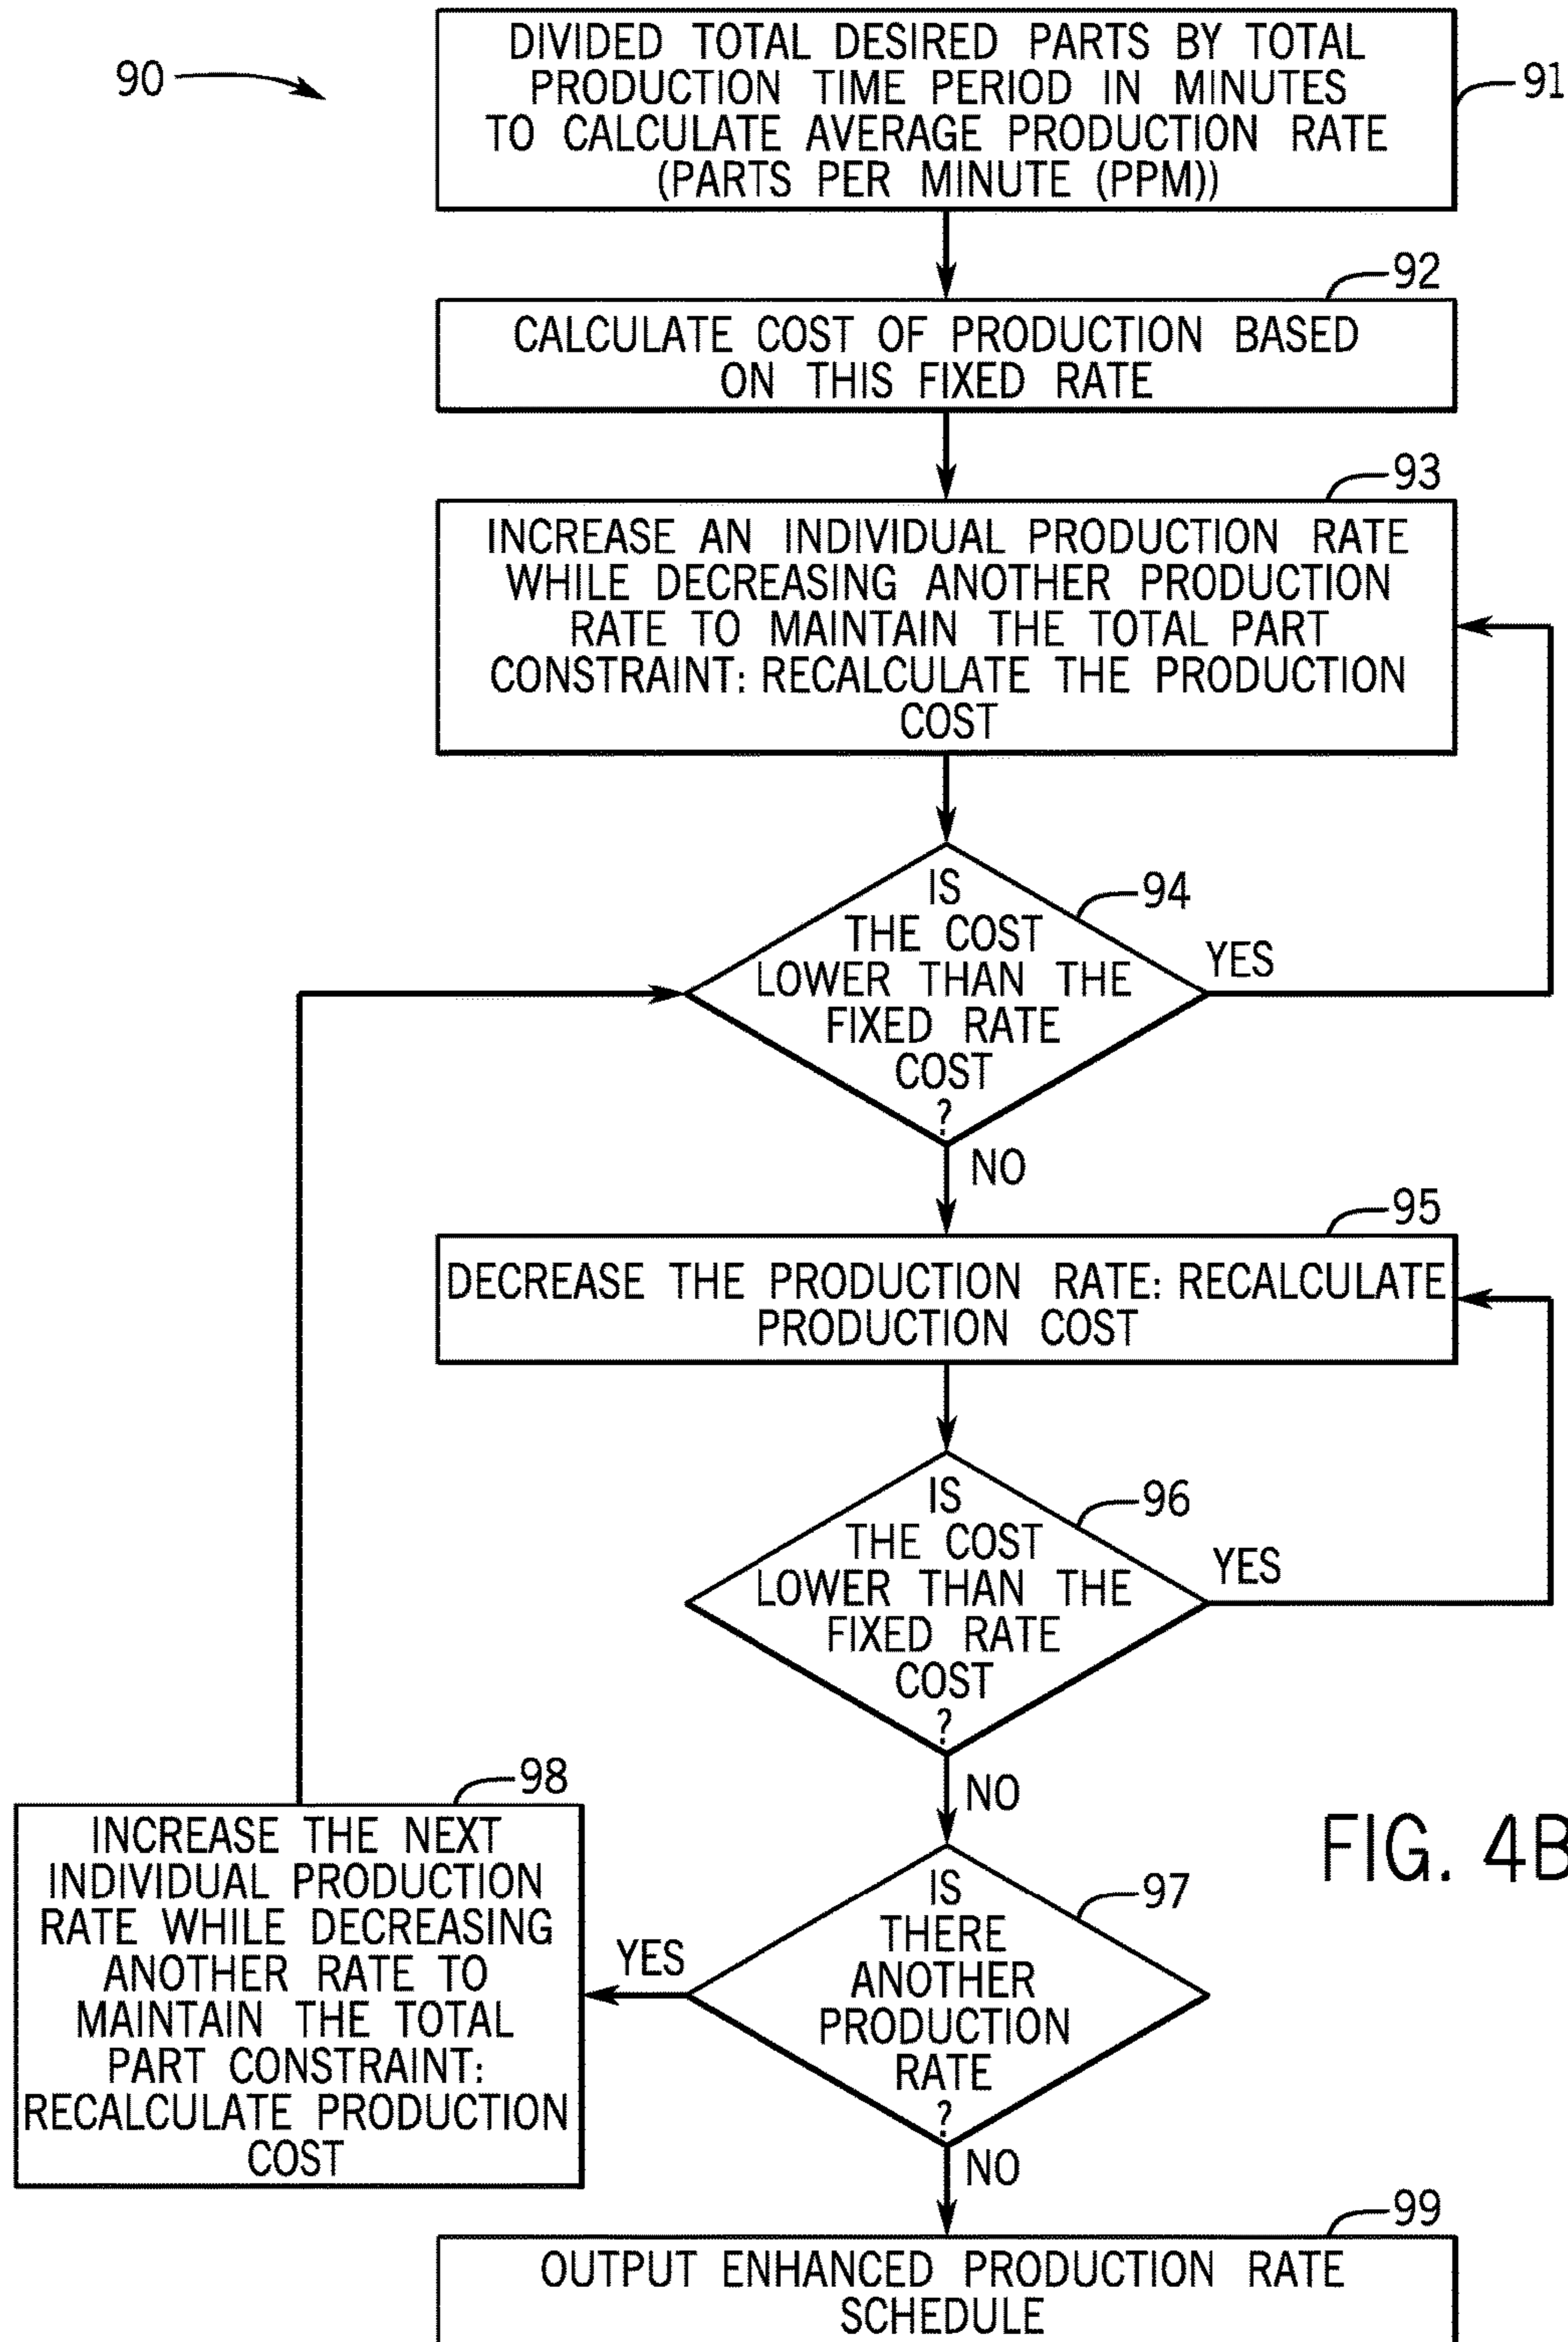 90
DIVIDED TOTAL DESIRED PARTS BY TOTAL
PRODUCTION TIME PERIOD IN MINUTES
TO CALCULATE AVERAGE PRODUCTION RATE
(PARTS PER MINUTE (PPM))
91
92
CALCULATE COST OF PRODUCTION BASED
ON THIS FIXED RATE
93
INCREASE AN INDIVIDUAL PRODUCTION RATE
WHILE DECREASING ANOTHER PRODUCTION
RATE TO MAINTAIN THE TOTAL PART
CONSTRAINT: RECALCULATE THE PRODUCTION
COST
94
IS
THE COST
LOWER THAN THE
FIXED RATE
COST
?
YES
NO
95
DECREASE THE PRODUCTION RATE: RECALCULATE
PRODUCTION COST
96
IS
THE COST
LOWER THAN THE
FIXED RATE
COST
?
YES
NO
98
INCREASE THE NEXT
INDIVIDUAL PRODUCTION
RATE WHILE DECREASING
ANOTHER RATE TO
MAINTAIN THE TOTAL
PART CONSTRAINT:
RECALCULATE PRODUCTION
COST
YES
97
IS
THERE
ANOTHER
PRODUCTION
RATE
?
NO
FIG. 4B
99
OUTPUT ENHANCED PRODUCTION RATE
SCHEDULE